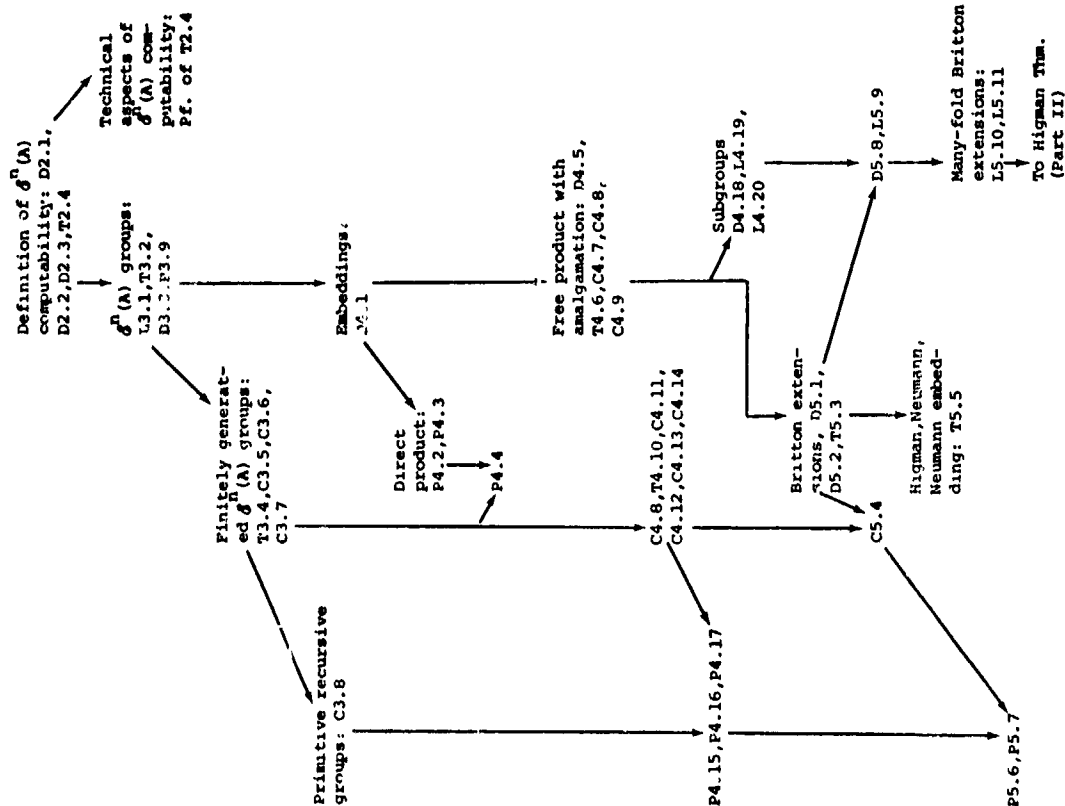 Definition of 𝓔ⁿ(A)
computability: D2.1,
D2.2,D2.3,T2.4
Technical
aspects of
𝓔ⁿ(A) com-
putability:
Pf. of T2.4
𝓔ⁿ(A) groups:
L3.1,T3.2,
P3.9
Finitely generat-
ed 𝓔ⁿ(A) groups:
T3.4,C3.5,C3.6,
C3.7
Primitive recursive
groups: C3.8
Embeddings:
Direct
product:
P4.2,P4.3
P4.4
Free product with
amalgamation: D4.5,
T4.6,C4.7,C4.8,
C4.9
C4.8,T4.10,C4.11,
C4.12,C4.13,C4.14
P4.15,P4.16,P4.17
Subgroups
D4.18,L4.19,
L4.20
Britton exten-
sions, D5.1,
D5.2,T5.3
D5.8,L5.9
C5.4
Higman,Neumann,
Neumann embed-
ding: T5.5
Many-fold Britton
extensions:
L5.10,L5.11
P5.6,P5.7
To Higman Thm.
(Part II)